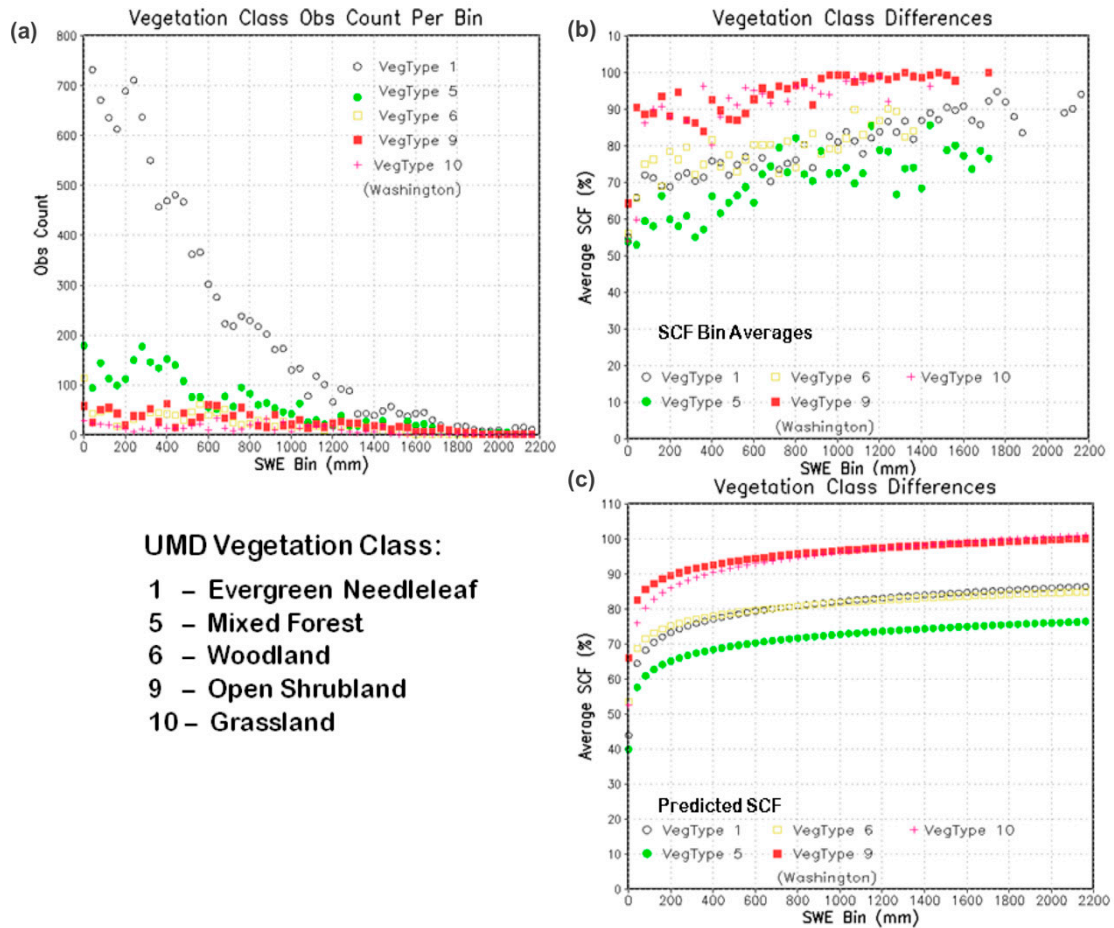 (a)
Vegetation Class Obs Count Per Bin
800
700
600
500
400
300
200
100
0
Obs Count
VegType 1
VegType 5
VegType 6
VegType 9
VegType 10
(Washington)
0 200 400 600 800 1000 1200 1400 1600 1800 2000 2200
SWE Bin (mm)
(b)
Vegetation Class Differences
10
100
90
80
70
60
50
40
30
20
10
0
Average SCF (%)
SCF Bin Averages
VegType 1 VegType 6 VegType 10
VegType 5 VegType 9
(Washington)
0 200 400 600 800 1000 1200 1400 1600 1800 2000 2200
SWE Bin (mm)
UMD Vegetation Class:
1 – Evergreen Needleleaf
5 – Mixed Forest
6 – Woodland
9 – Open Shrubland
10 – Grassland
(c)
Vegetation Class Differences
110
100
90
80
70
60
50
40
30
20
10
0
Average SCF (%)
Predicted SCF
VegType 1 VegType 6 VegType 10
VegType 5 VegType 9
(Washington)
0 200 400 600 800 1000 1200 1400 1600 1800 2000 2200
SWE Bin (mm)